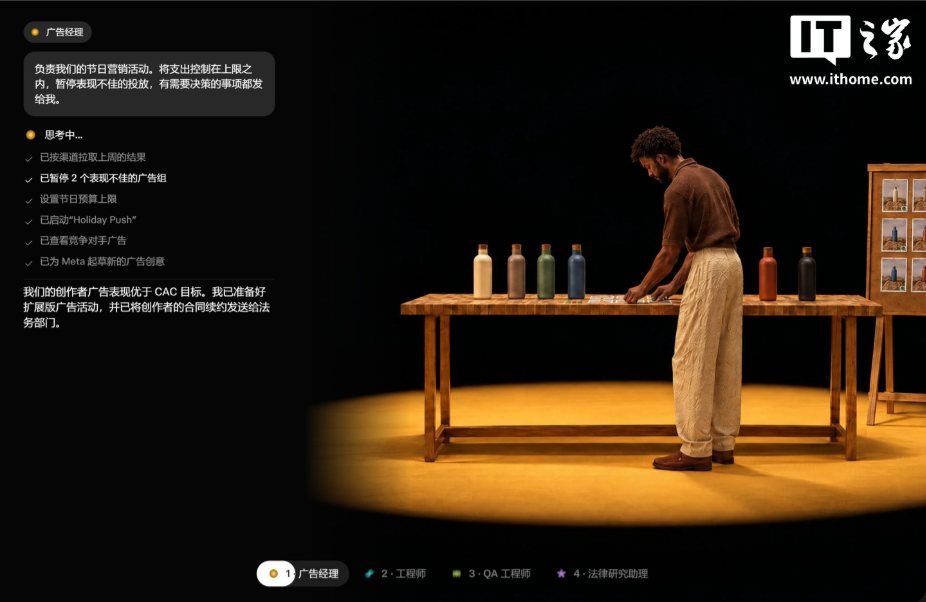 广告经理
IT之家
www.ithome.com
负责我们的节日营销活动。将支出控制在上限之
内，暂停表现不佳的投放，有需要决策的事项都发
给我。
思考中...
已按渠道拉取上周的结果
已暂停 2 个表现不佳的广告组
设置节日预算上限
已启动“Holiday Push”
已查看竞争对手广告
已为 Meta 起草新的广告创意
我们的创作者广告表现优于 CAC 目标。我已准备好
扩展版广告活动，并已将创作者的合同续约发送给法
务部门。
1 · 广告经理
2 · 工程师
3 · QA 工程师
4 · 法律研究助理